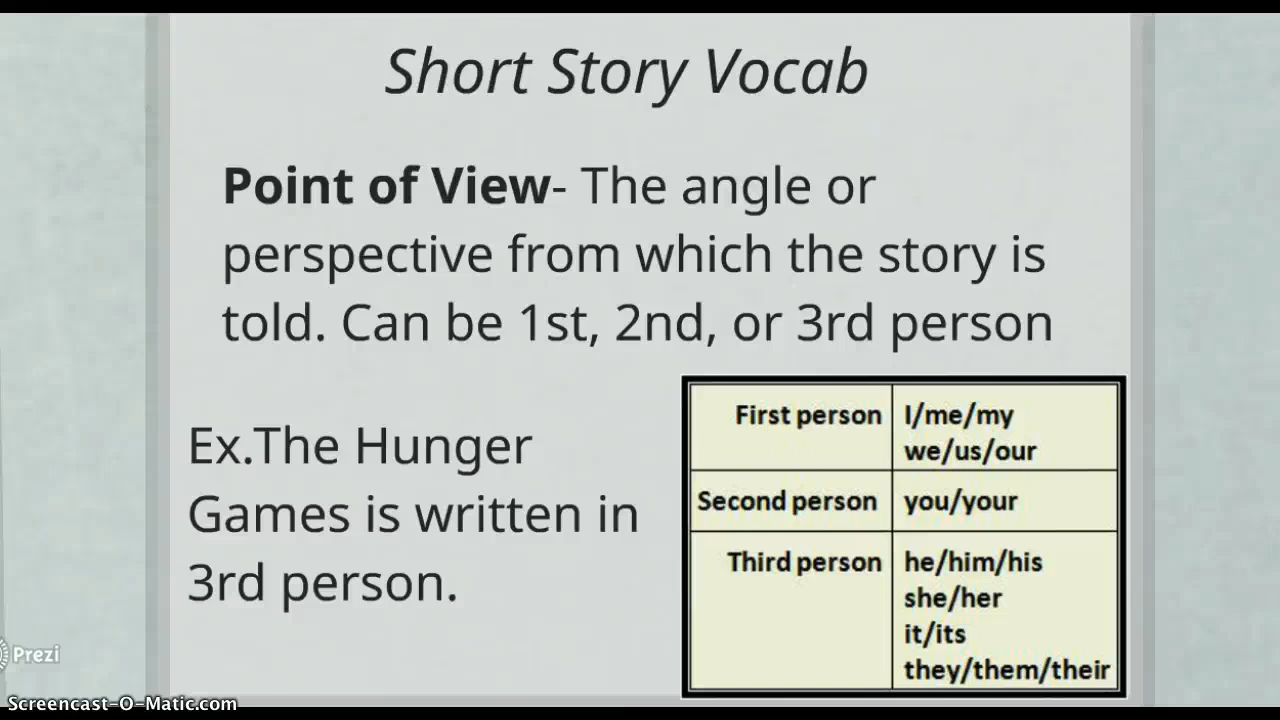 Short Story Vocab
Point of View- The angle or
perspective from which the story is
told. Can be 1st, 2nd, or 3rd person
Ex.The Hunger
Games is written in
3rd person.
First person I/me/my
we/us/our
Second person you/your
Third person he/him/his
she/her
it/its
they/them/their
Prezi
Screencast-O-Matic.com